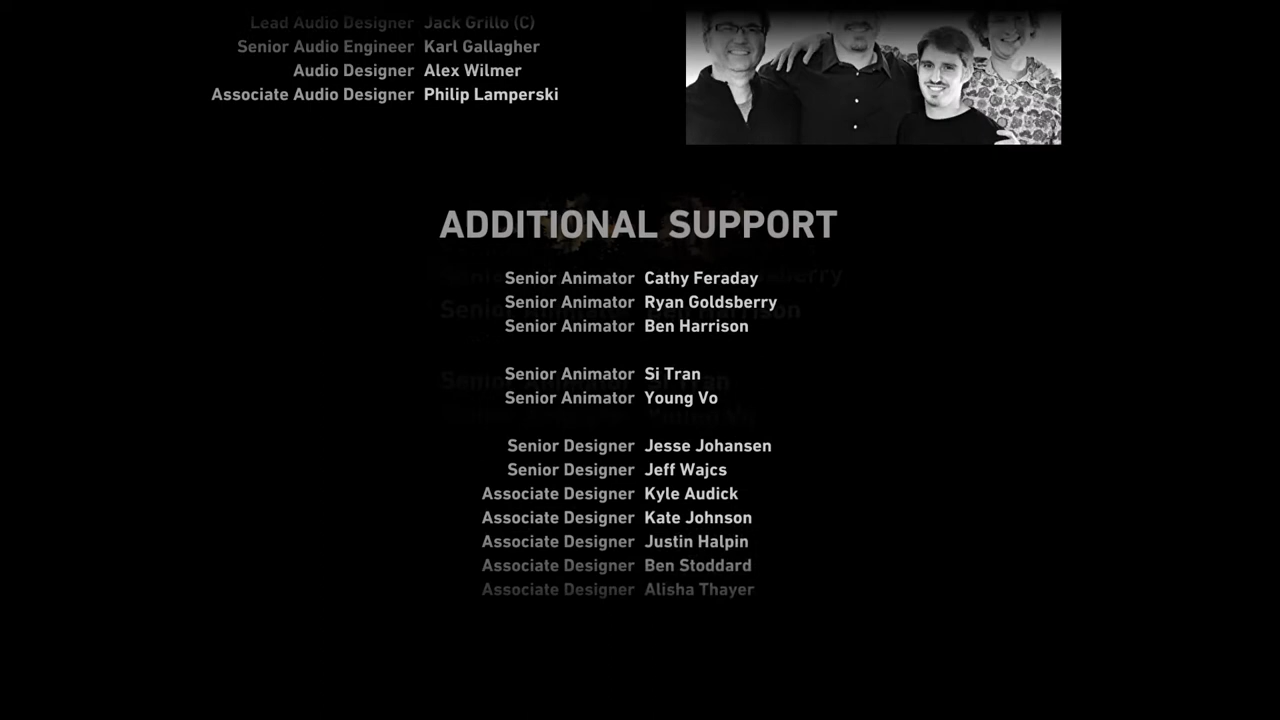 Lead Audio Designer Jack Grillo (C)
Senior Audio Engineer Karl Gallagher
Audio Designer Alex Wilmer
Associate Audio Designer Philip Lamperski
ADDITIONAL SUPPORT
Senior Animator Cathy Feraday
Senior Animator Ryan Goldsberry
Senior Animator Ben Harrison
Senior Animator Si Tran
Senior Animator Young Vo
Senior Designer Jesse Johansen
Senior Designer Jeff Wajcs
Associate Designer Kyle Audick
Associate Designer Kate Johnson
Associate Designer Justin Halpin
Associate Designer Ben Stoddard
Associate Designer Alisha Thayer